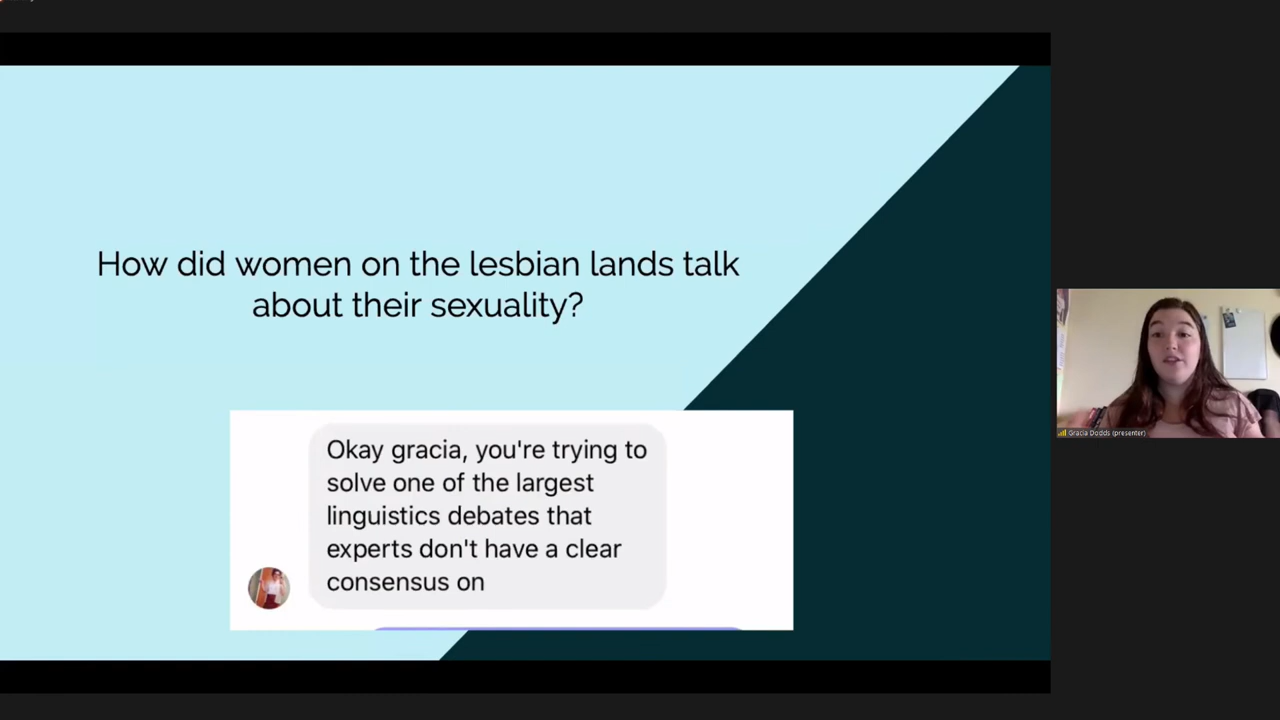 How did women on the lesbian lands talk
about their sexuality?
Okay gracia, you're trying to
solve one of the largest
linguistics debates that
experts don't have a clear
consensus on
Gracia Dodds (presenter)